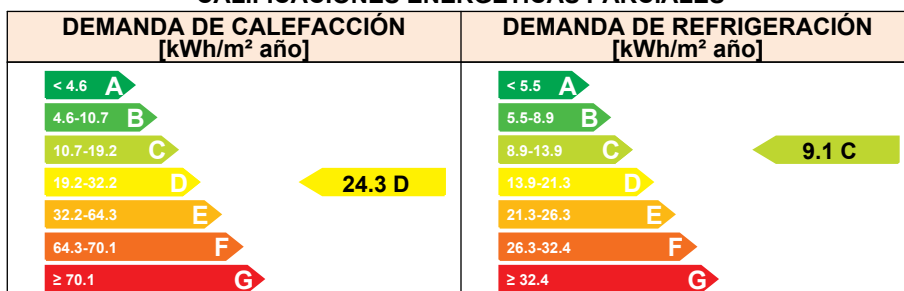 CALIFICACIONES ENERGÉTICAS PARCIALES
DEMANDA DE CALEFACCIÓN
[kWh/m² año]
DEMANDA DE REFRIGERACIÓN
[kWh/m² año]
< 4.6 A
4.6-10.7 B
10.7-19.2 C
19.2-32.2 D
24.3 D
32.2-64.3 E
64.3-70.1 F
≥ 70.1 G
< 5.5 A
5.5-8.9 B
8.9-13.9 C
9.1 C
13.9-21.3 D
21.3-26.3 E
26.3-32.4 F
≥ 32.4 G